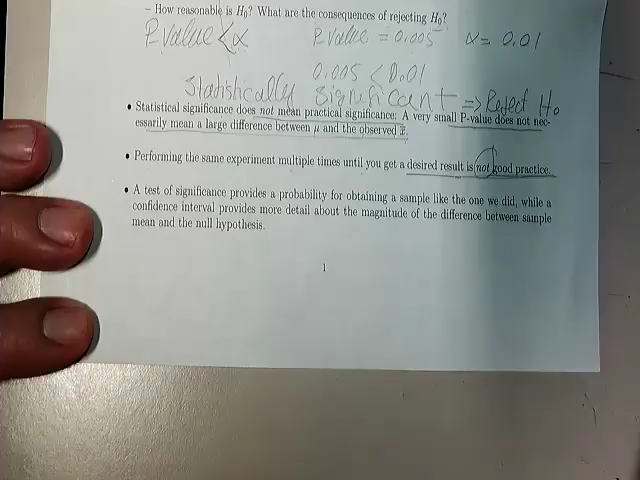 – How reasonable is H₀? What are the consequences of rejecting H₀?
P value < α P value = 0.005 α = 0.01
0.005 < 0.01
Statistically significant ⇒ Reject H₀
• Statistical significance does not mean practical significance: A very small P-value does not nec-
essarily mean a large difference between μ and the observed x̅.
• Performing the same experiment multiple times until you get a desired result is not good practice.
• A test of significance provides a probability for obtaining a sample like the one we did, while a
confidence interval provides more detail about the magnitude of the difference between sample
mean and the null hypothesis.
1